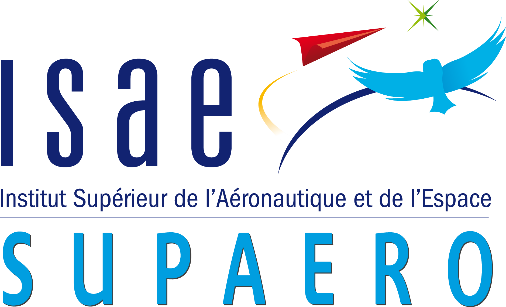 isae
Institut Supérieur de l'Aéronautique et de l'Espace
SUPAERO